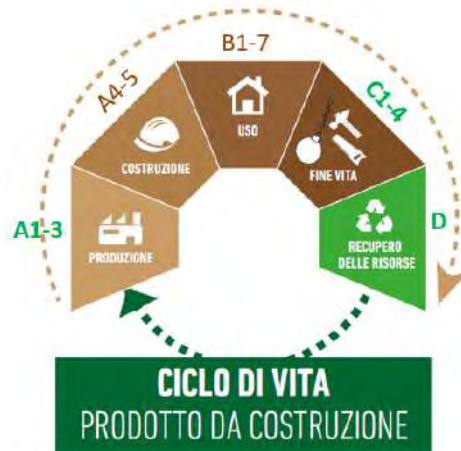 B1-7
A4-5
C1-4
USO
COSTRUZIONE
FINE VITA
A1-3
D
PRODUZIONE
RECUPERO
DELLE RISORSE
CICLO DI VITA
PRODOTTO DA COSTRUZIONE